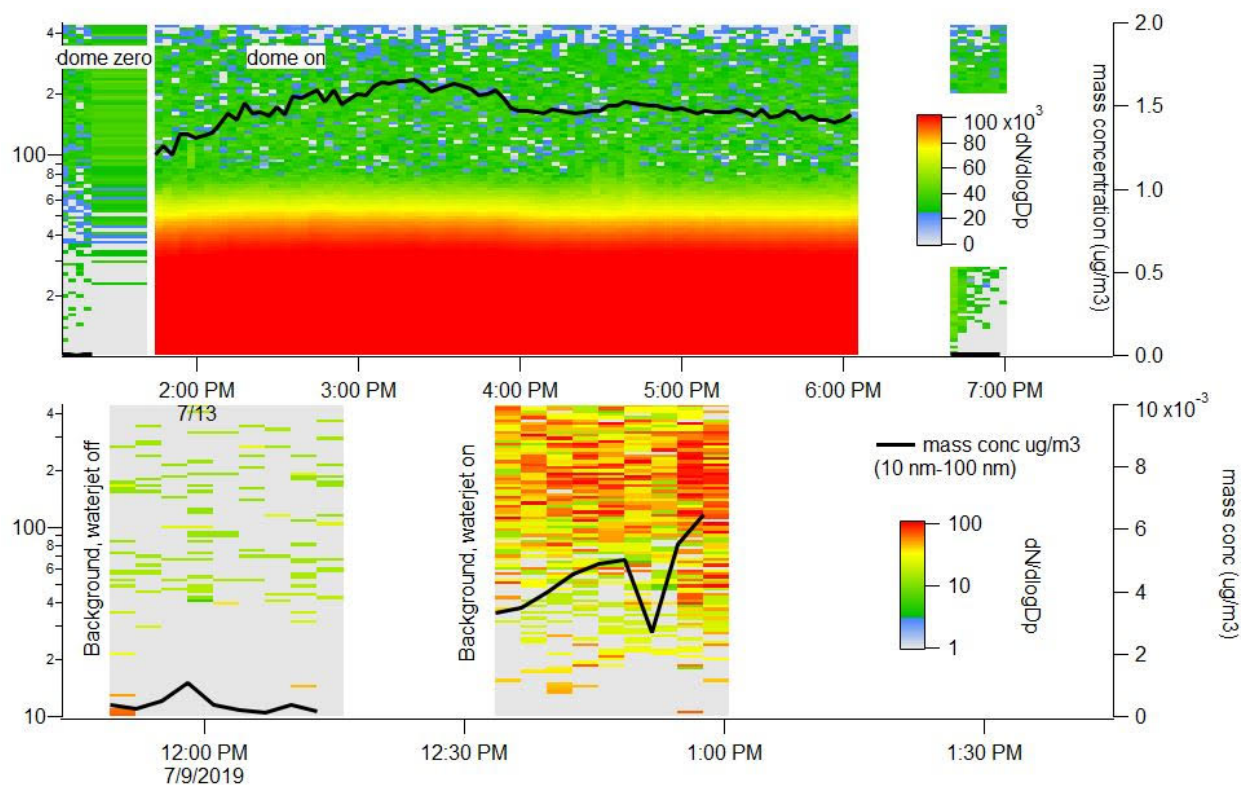 4
2
100
8
6
4
2
dome zero
dome on
100 x10³
80
60
40
20
0
dN/dlogDp
2.0
1.5
1.0
0.5
0.0
mass concentration (ug/m3)
2:00 PM
3:00 PM
4:00 PM
5:00 PM
6:00 PM
7:00 PM
7/13
4
2
100
8
6
4
2
10
Background, waterjet off
Background, waterjet on
mass conc ug/m3
(10 nm-100 nm)
100
10
1
dN/dlogDp
10 x10⁻³
8
6
4
2
0
mass conc (ug/m3)
12:00 PM
12:30 PM
1:00 PM
1:30 PM
7/9/2019